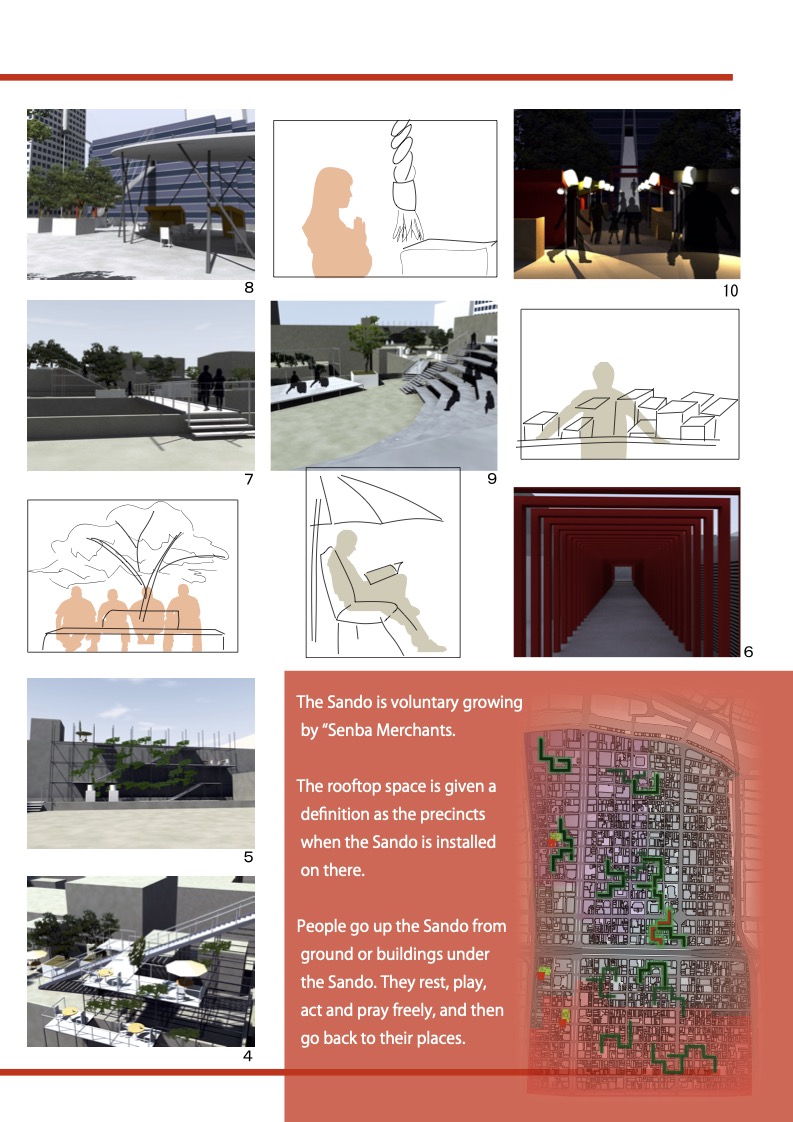 8
10
7
9
6
5
4
The Sando is voluntary growing
by “Senba Merchants.
The rooftop space is given a
definition as the precincts
when the Sando is installed
on there.
People go up the Sando from
ground or buildings under
the Sando. They rest, play,
act and pray freely, and then
go back to their places.